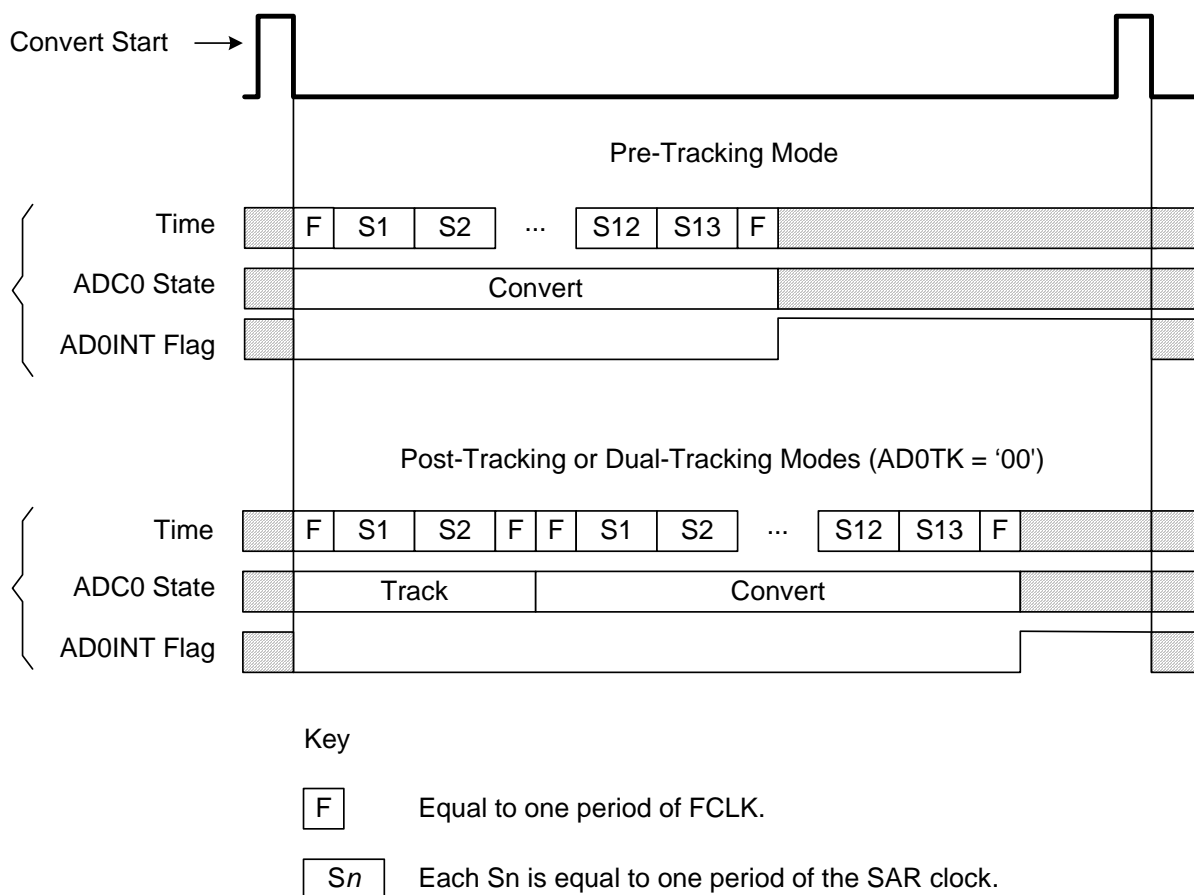 Convert Start
Pre-Tracking Mode
Time F S1 S2 ... S12 S13 F
ADC0 State Convert
AD0INT Flag
Post-Tracking or Dual-Tracking Modes (AD0TK = ‘00')
Time F S1 S2 F F S1 S2 ... S12 S13 F
ADC0 State Track Convert
AD0INT Flag
Key
F Equal to one period of FCLK.
Sn Each Sn is equal to one period of the SAR clock.